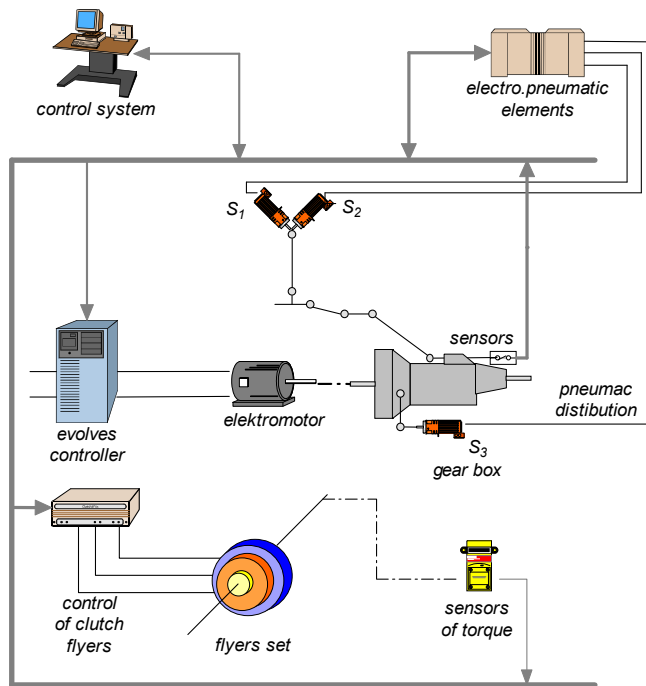 control system
electro.pneumatic
elements
S1
S2
sensors
pneumac
distibution
elektromotor
evolves
controller
S3
gear box
control
of clutch
flyers
flyers set
sensors
of torque